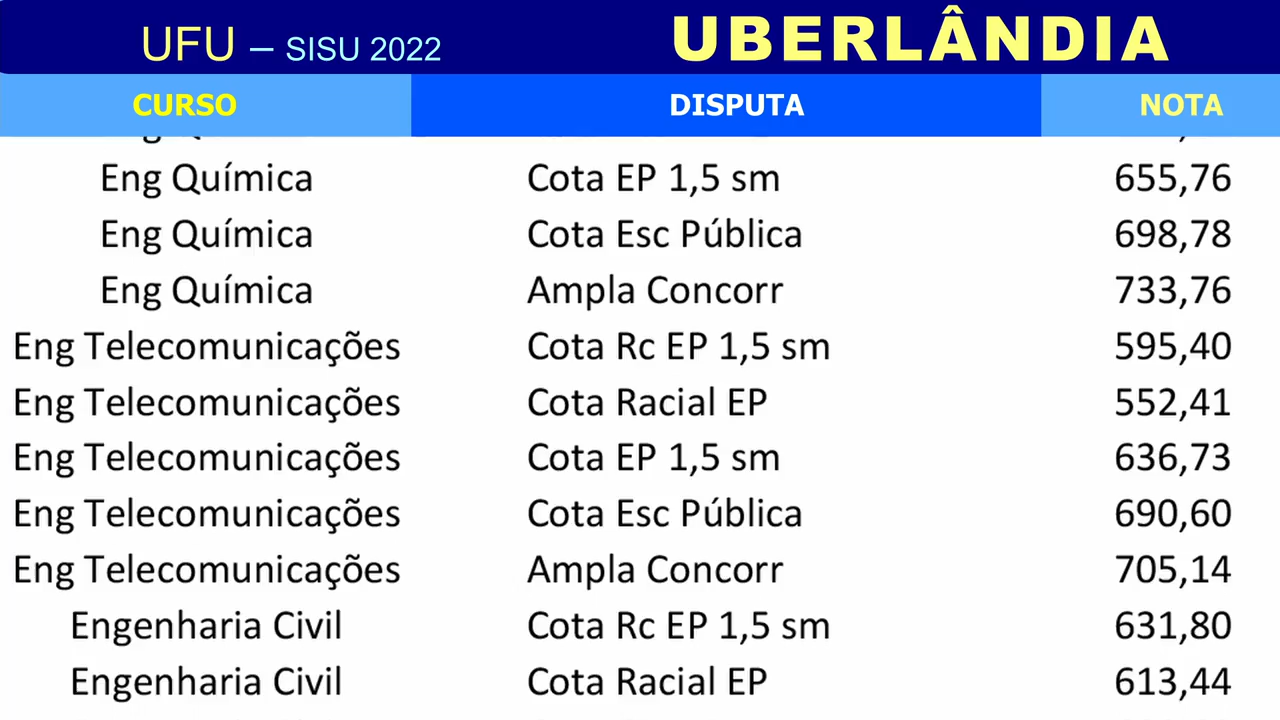 UFU – SISU 2022 UBERLÂNDIA
CURSO DISPUTA NOTA
Eng Química Cota EP 1,5 sm 655,76
Eng Química Cota Esc Pública 698,78
Eng Química Ampla Concorr 733,76
Eng Telecomunicações Cota Rc EP 1,5 sm 595,40
Eng Telecomunicações Cota Racial EP 552,41
Eng Telecomunicações Cota EP 1,5 sm 636,73
Eng Telecomunicações Cota Esc Pública 690,60
Eng Telecomunicações Ampla Concorr 705,14
Engenharia Civil Cota Rc EP 1,5 sm 631,80
Engenharia Civil Cota Racial EP 613,44